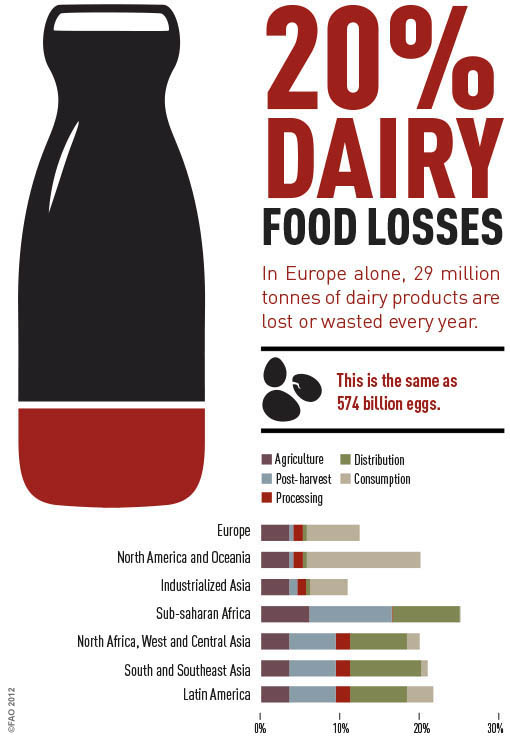 20%
DAIRY
FOOD LOSSES
In Europe alone, 29 million
tonnes of dairy products are
lost or wasted every year.
This is the same as
574 billion eggs.
Agriculture
Distribution
Post-harvest
Consumption
Processing
Europe
North America and Oceania
Industrialized Asia
Sub-saharan Africa
North Africa, West and Central Asia
South and Southeast Asia
Latin America
0% 10% 20% 30%
©FAO 2012